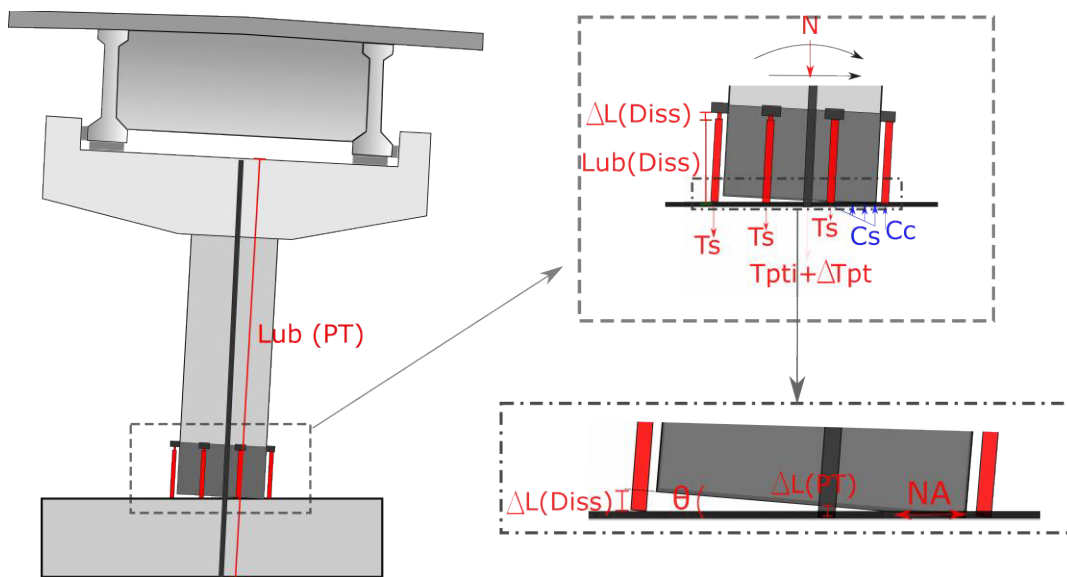 Lub (PT)
N
ΔL(Diss)
Lub(Diss)
Ts
Ts
Ts
Cs
Cc
Tpti+ΔTpt
ΔL(Diss)
θ
ΔL(PT)
NA